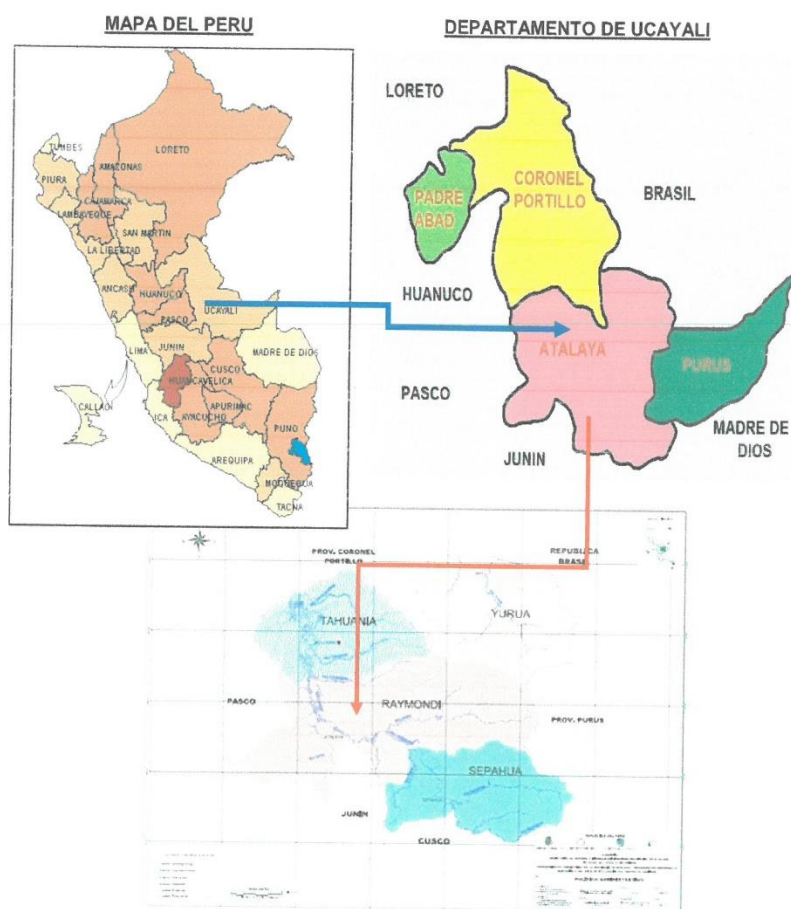 MAPA DEL PERU
TUMBES
PIURA
AMAZONAS
LORETO
CAJAMARCA
LAMBAYEQUE
SAN MARTIN
LA LIBERTAD
ANCASH
HUANUCO
UCAYALI
PASCO
LIMA
JUNIN
MADRE DE DIOS
CUSCO
HUANCAVELICA
CALLAO
ICA
AYACUCHO
APURIMAC
PUNO
AREQUIPA
MOQUEGUA
TACNA
DEPARTAMENTO DE UCAYALI
LORETO
PADRE
ABAD
CORONEL
PORTILLO
BRASIL
HUANUCO
ATALAYA
PURUS
PASCO
MADRE DE
DIOS
JUNIN
PROV. CORONEL
PORTILLO
REPUBLICA
BRASIL
TAHUANIA
YURUA
PASCO
RAYMONDI
PROV. PURUS
SEPAHUA
JUNÍN
CUSCO